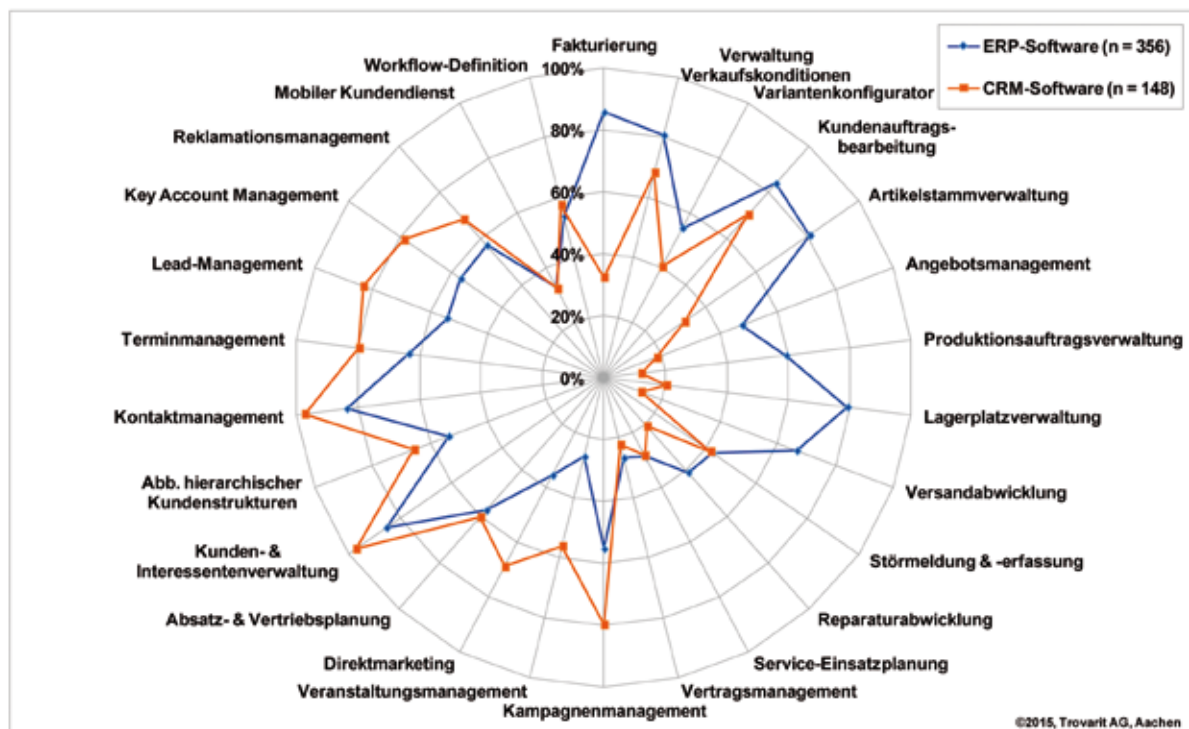 Fakturierung
Verwaltung
Verkaufskonditionen
Variantenkonfigurator
Kundenauftrags-
bearbeitung
Artikelstammverwaltung
Angebotsmanagement
Produktionsauftragsverwaltung
Lagerplatzverwaltung
Versandabwicklung
Störmeldung & -erfassung
Reparaturabwicklung
Service-Einsatzplanung
Vertragsmanagement
Kampagnenmanagement
Veranstaltungsmanagement
Direktmarketing
Absatz- & Vertriebsplanung
Kunden- &
Interessentenverwaltung
Abb. hierarchischer
Kundenstrukturen
Kontaktmanagement
Terminmanagement
Lead-Management
Key Account Management
Reklamationsmanagement
Mobiler Kundendienst
Workflow-Definition
100%
80%
60%
40%
20%
0%
ERP-Software (n = 356)
CRM-Software (n = 148)
©2015, Trovarit AG, Aachen